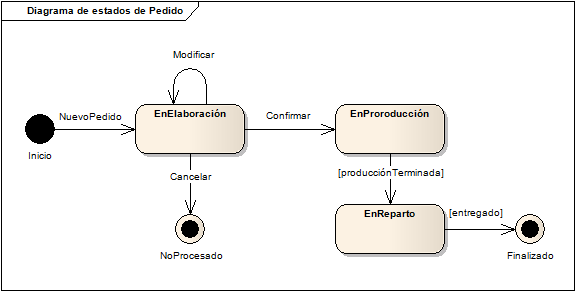 Diagrama de estados de Pedido
Modificar
NuevoPedido
EnElaboración
Confirmar
EnProroducción
Inicio
Cancelar
[producciónTerminada]
EnReparto
[entregado]
NoProcesado
Finalizado